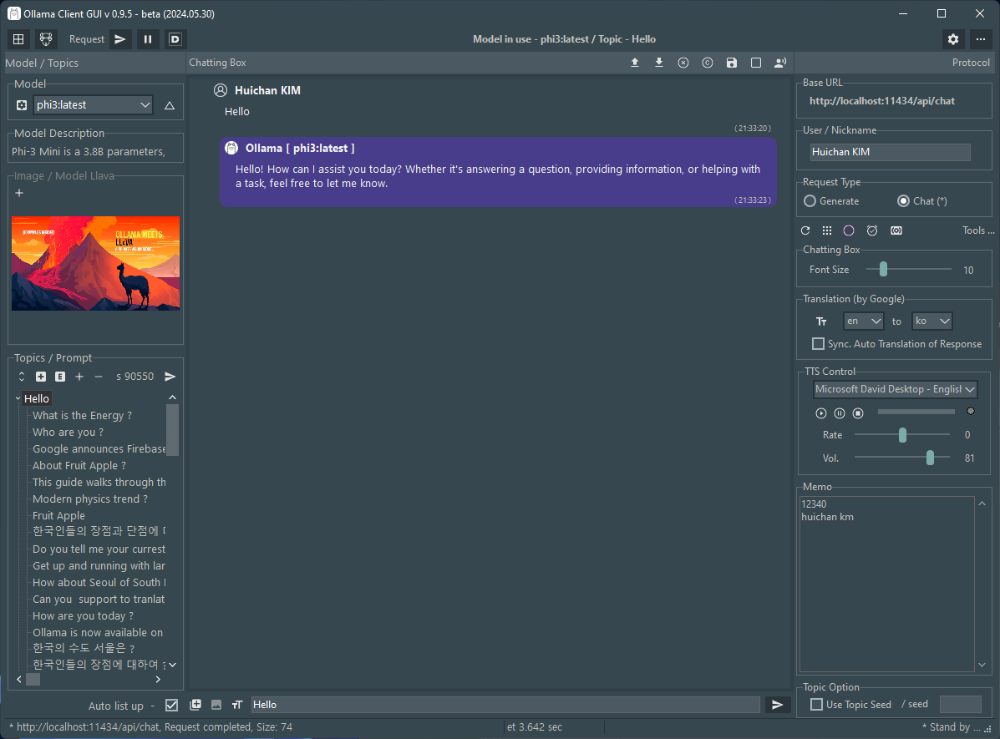 Ollama Client GUI v 0.9.5 - beta (2024.05.30)
Request
D
Model in use - phi3:latest / Topic - Hello
Model / Topics
Chatting Box
Protocol
Model
phi3:latest
Model Description
Phi-3 Mini is a 3.8B parameters,
Image / Model Llava
(EXAMPLES INSIDE!)
OLLAMA MEETS
LLAVA
Topics / Prompt
E
s 90550
Hello
What is the Energy ?
Who are you ?
Google announces Firebase
About Fruit Apple ?
This guide walks through th
Modern physics trend ?
Fruit Apple
한국인들의 장점과 단점에
Do you tell me your currest
Get up and running with lar
How about Seoul of South
Can you  support to tranlat
How are you today ?
Ollama is now available on
한국의 수도 서울은 ?
한국인들의 장점에 대하여 ?
Huichan KIM
Hello
( 21:33:20 )
Ollama [ phi3:latest ]
Hello! How can I assist you today? Whether it's answering a question, providing information, or helping with
a task, feel free to let me know.
( 21:33:23 )
Base URL
http://localhost:11434/api/chat
User / Nickname
Huichan KIM
Request Type
Generate
Chat (*)
Tools ...
Chatting Box
Font Size
10
Translation (by Google)
Tт
en
to
ko
Sync. Auto Translation of Response
TTS Control
Microsoft David Desktop - English
Rate
0
Vol.
81
Memo
12340
huichan km
Topic Option
Use Topic Seed
/ seed
Auto list up  -
тT
Hello
* http://localhost:11434/api/chat, Request completed, Size: 74
et 3.642 sec
* Stand by ...